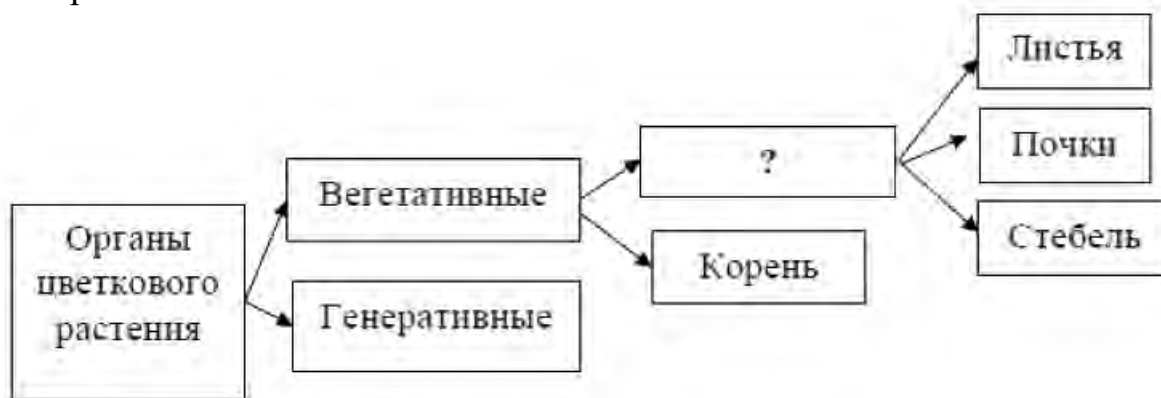 Органы
цветкового
растения
Вегетативные
Генеративные
?
Корень
Листья
Почки
Стебель